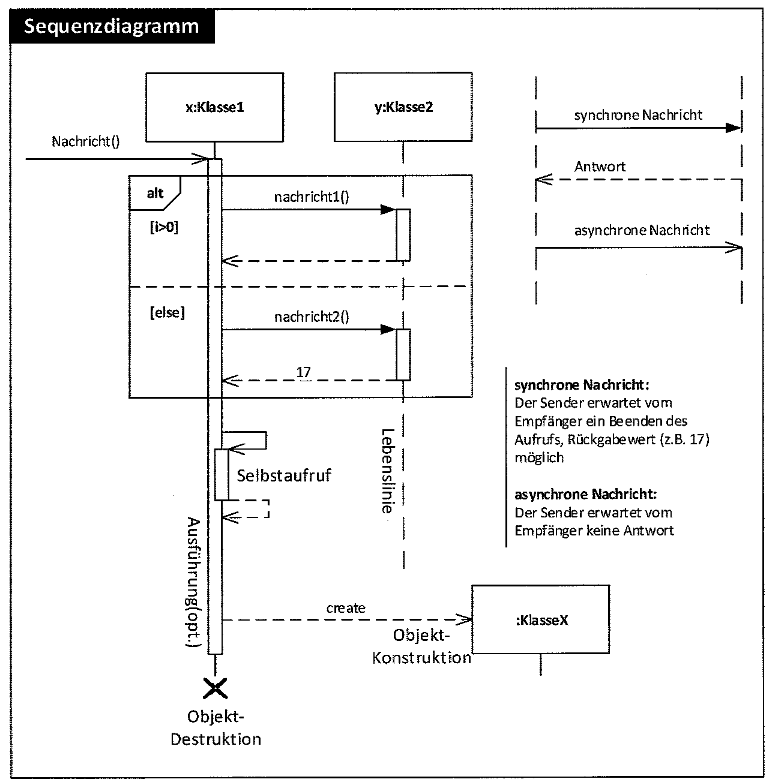 Sequenzdiagramm
x:Klasse1
y:Klasse2
Nachricht()
synchrone Nachricht
Antwort
asynchrone Nachricht
alt
nachricht1()
[i>0]
[else]
nachricht2()
17
synchrone Nachricht:
Der Sender erwartet vom
Empfänger ein Beenden des
Aufrufs, Rückgabewert (z.B. 17)
möglich
asynchrone Nachricht:
Der Sender erwartet vom
Empfänger keine Antwort
Lebenslinie
Selbstaufruf
Ausführung(opt.)
create
:KlasseX
Objekt-
Konstruktion
Objekt-
Destruktion